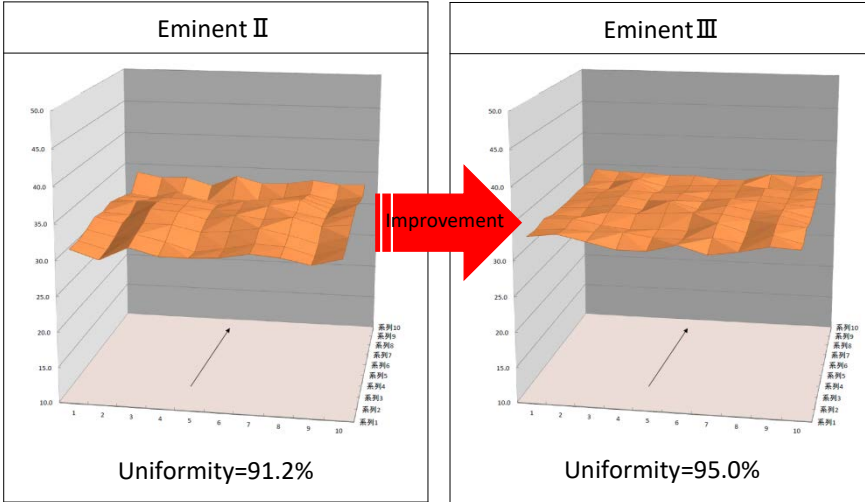 Eminent Ⅱ
50.0
45.0
40.0
35.0
30.0
25.0
20.0
15.0
10.0
1 2 3 4 5 6 7 8 9 10
系列10
系列9
系列8
系列7
系列6
系列5
系列4
系列3
系列2
系列1
Uniformity=91.2%
Improvement
Eminent Ⅲ
50.0
45.0
40.0
35.0
30.0
25.0
20.0
15.0
10.0
1 2 3 4 5 6 7 8 9 10
系列10
系列9
系列8
系列7
系列6
系列5
系列4
系列3
系列2
系列1
Uniformity=95.0%